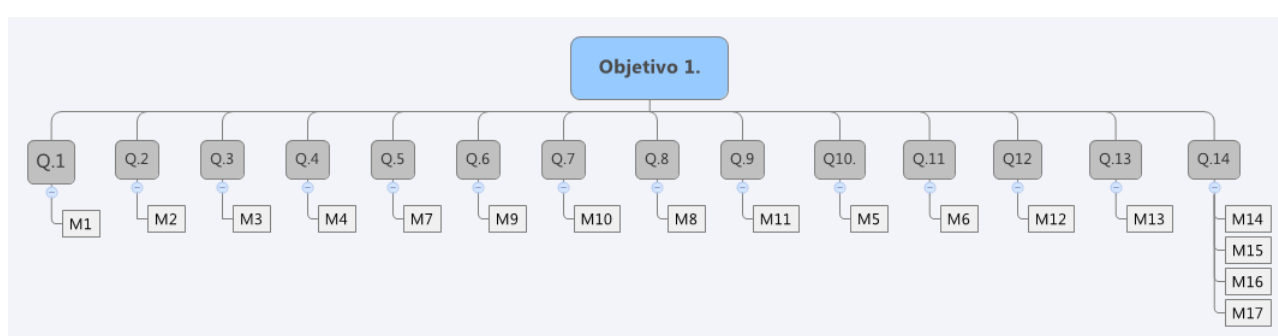 Objetivo 1.
Q.1 Q.2 Q.3 Q.4 Q.5 Q.6 Q.7 Q.8 Q.9 Q10. Q.11 Q12 Q.13 Q.14
M1 M2 M3 M4 M7 M9 M10 M8 M11 M5 M6 M12 M13 M14
M15
M16
M17